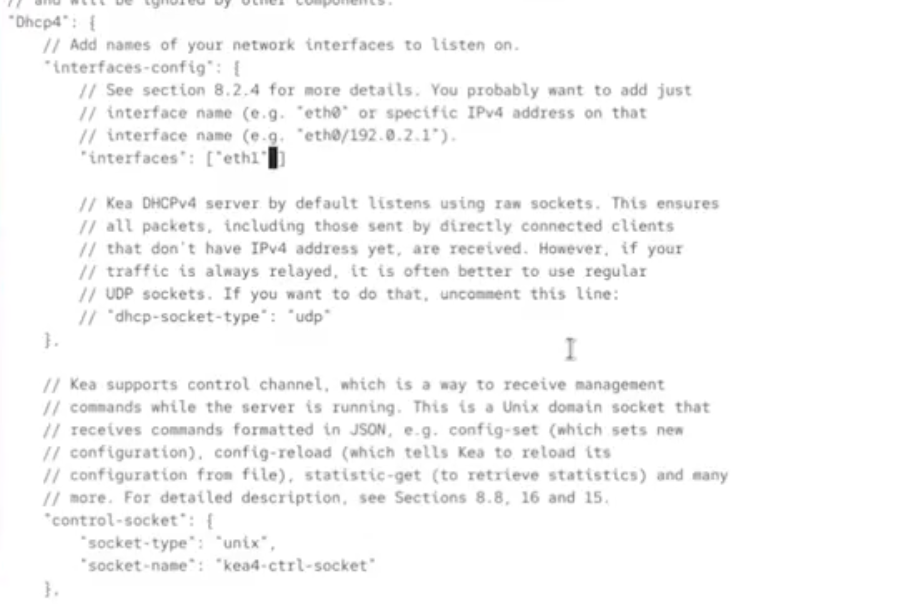 // and will be ignored by other components.
"Dhcp4": {
// Add names of your network interfaces to listen on.
"interfaces-config": {
// See section 8.2.4 for more details. You probably want to add just
// interface name (e.g. "eth0" or specific IPv4 address on that
// interface name (e.g. "eth0/192.0.2.1").
"interfaces": ["eth1" ]
// Kea DHCPv4 server by default listens using raw sockets. This ensures
// all packets, including those sent by directly connected clients
// that don't have IPv4 address yet, are received. However, if your
// traffic is always relayed, it is often better to use regular
// UDP sockets. If you want to do that, uncomment this line:
// "dhcp-socket-type": "udp"
},
// Kea supports control channel, which is a way to receive management
// commands while the server is running. This is a Unix domain socket that
// receives commands formatted in JSON, e.g. config-set (which sets new
// configuration), config-reload (which tells Kea to reload its
// configuration from file), statistic-get (to retrieve statistics) and many
// more. For detailed description, see Sections 8.8, 16 and 15.
"control-socket": {
"socket-type": "unix",
"socket-name": "kea4-ctrl-socket"
},